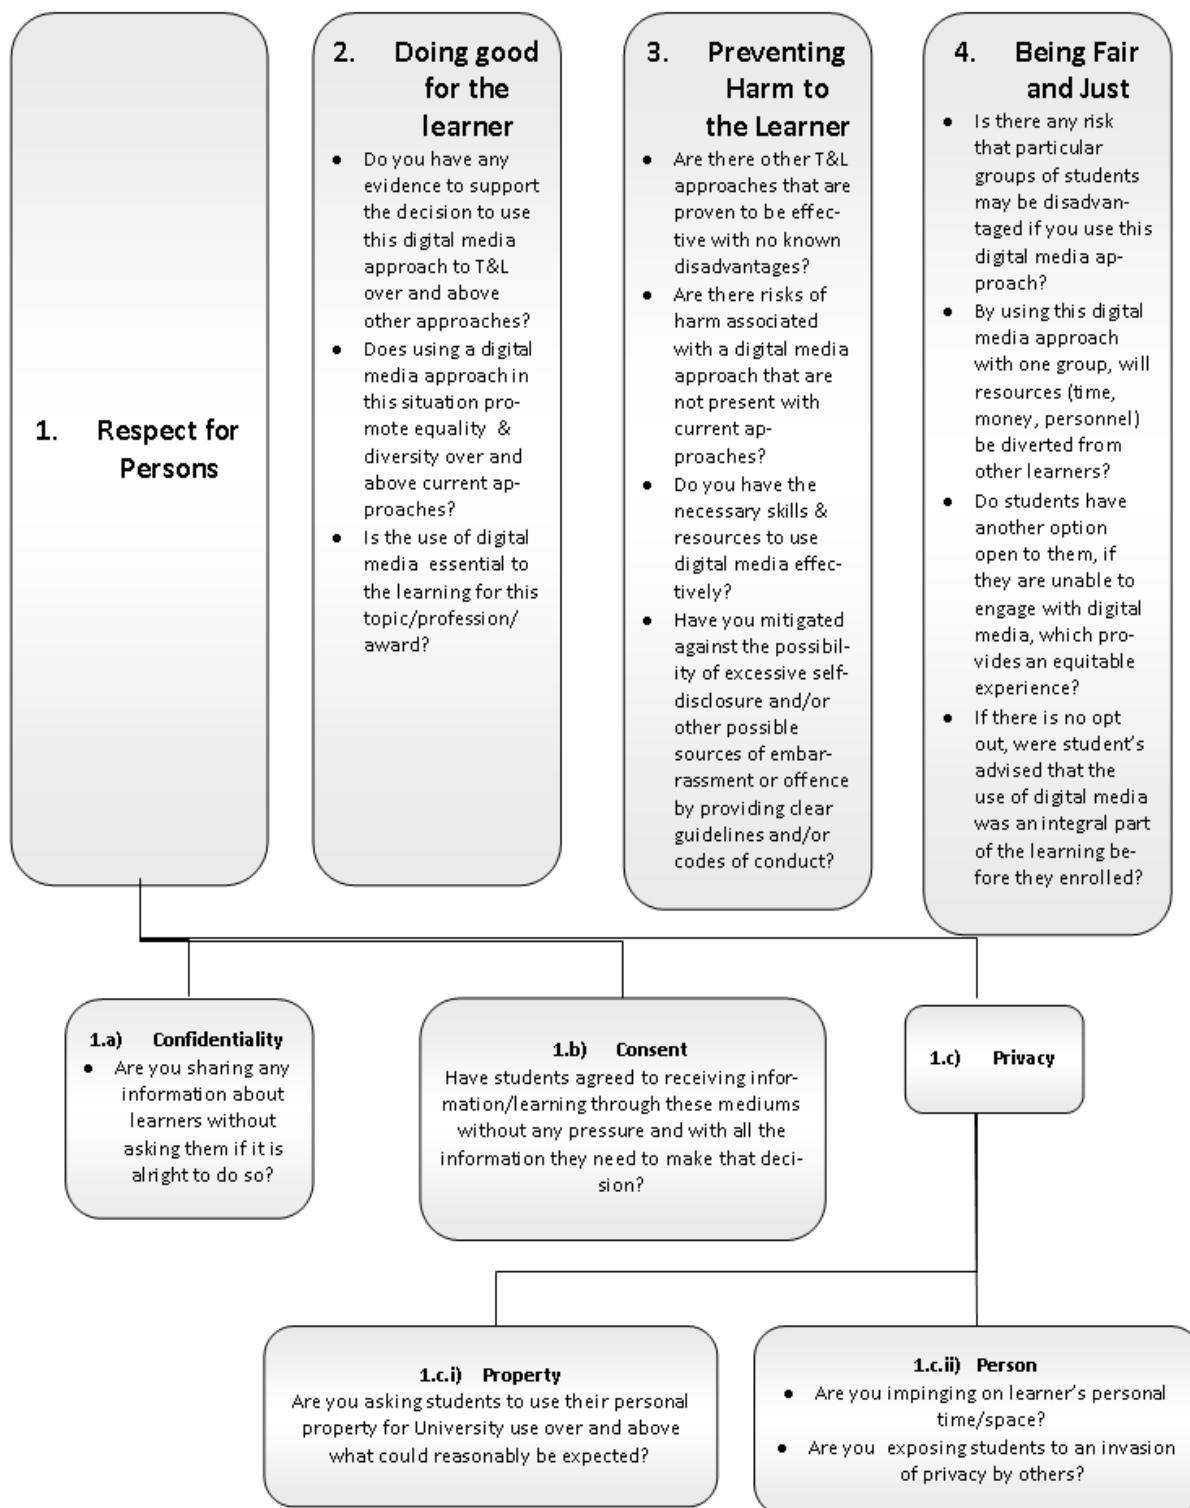 1. Respect for
Persons
2. Doing good
for the
learner
● Do you have any
evidence to support
the decision to use
this digital media
approach to T&L
over and above
other approaches?
● Does using a digital
media approach in
this situation pro-
mote equality &
diversity over and
above current ap-
proaches?
● Is the use of digital
media essential to
the learning for this
topic/profession/
award?
3. Preventing
Harm to
the Learner
● Are there other T&L
approaches that are
proven to be effec-
tive with no known
disadvantages?
● Are there risks of
harm associated
with a digital media
approach that are
not present with
current ap-
proaches?
● Do you have the
necessary skills &
resources to use
digital media effec-
tively?
● Have you mitigated
against the possibil-
ity of excessive self-
disclosure and/or
other possible
sources of embar-
rassment or offence
by providing clear
guidelines and/or
codes of conduct?
4. Being Fair
and Just
● Is there any risk
that particular
groups of students
may be disadvan-
taged if you use this
digital media ap-
proach?
● By using this digital
media approach
with one group, will
resources (time,
money, personnel)
be diverted from
other learners?
● Do students have
another option
open to them, if
they are unable to
engage with digital
media, which pro-
vides an equitable
experience?
● If there is no opt
out, were student's
advised that the
use of digital media
was an integral part
of the learning be-
fore they enrolled?
1.a) Confidentiality
● Are you sharing any
information about
learners without
asking them if it is
alright to do so?
1.b) Consent
Have students agreed to receiving infor-
mation/learning through these mediums
without any pressure and with all the
information they need to make that deci-
sion?
1.c) Privacy
1.c.i) Property
Are you asking students to use their personal
property for University use over and above
what could reasonably be expected?
1.c.ii) Person
● Are you impinging on learner's personal
time/space?
● Are you exposing students to an invasion
of privacy by others?